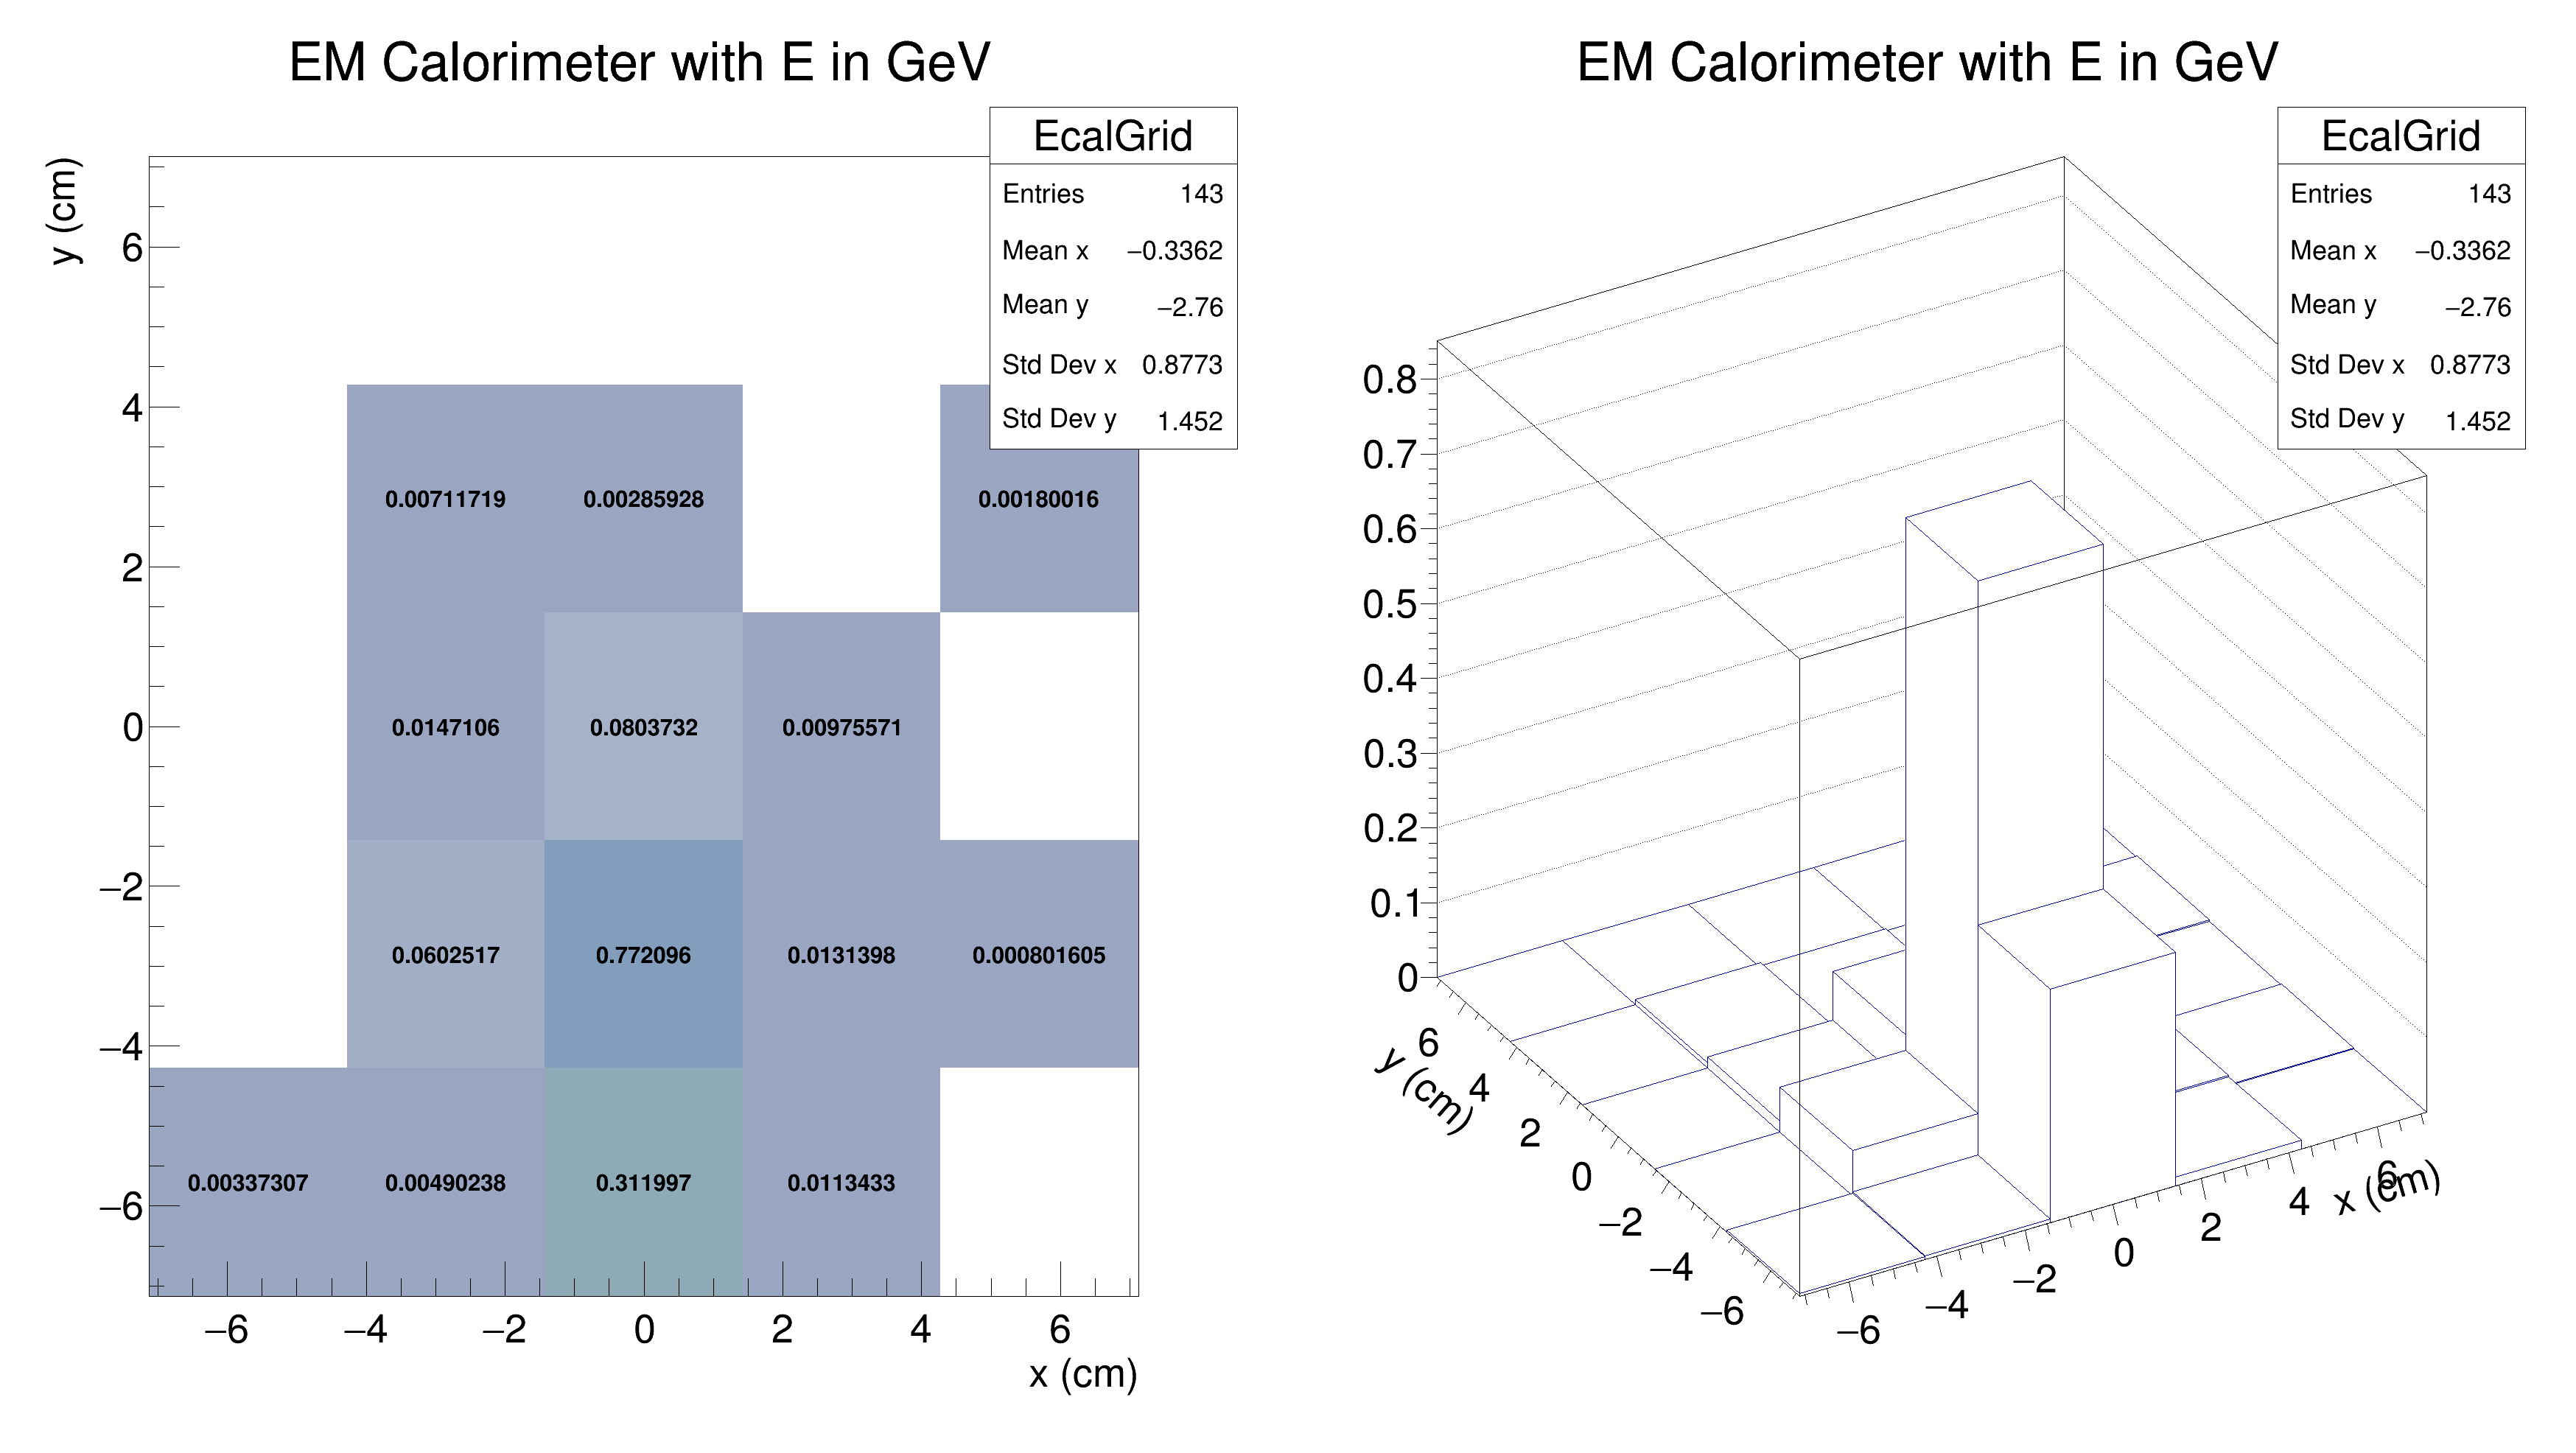 EM Calorimeter with E in GeV
EcalGrid
Entries 143
Mean x −0.3362
Mean y −2.76
Std Dev x 0.8773
Std Dev y 1.452
y (cm)
6
4
2
0
−2
−4
−6
0.00711719 0.00285928 0.00180016
0.0147106 0.0803732 0.00975571
0.0602517 0.772096 0.0131398 0.000801605
0.00337307 0.00490238 0.311997 0.0113433
−6 −4 −2 0 2 4 6
x (cm)
EM Calorimeter with E in GeV
EcalGrid
Entries 143
Mean x −0.3362
Mean y −2.76
Std Dev x 0.8773
Std Dev y 1.452
0.8
0.7
0.6
0.5
0.4
0.3
0.2
0.1
0
y (cm)
6
4
2
0
−2
−4
−6
−6
−4
−2
0
2
4
6
x (cm)